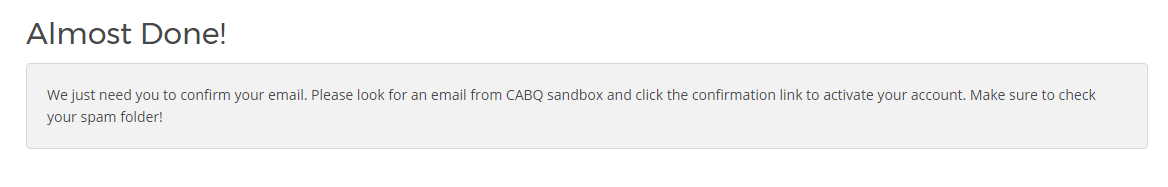 Almost Done!
We just need you to confirm your email. Please look for an email from CABQ sandbox and click the confirmation link to activate your account. Make sure to check
your spam folder!